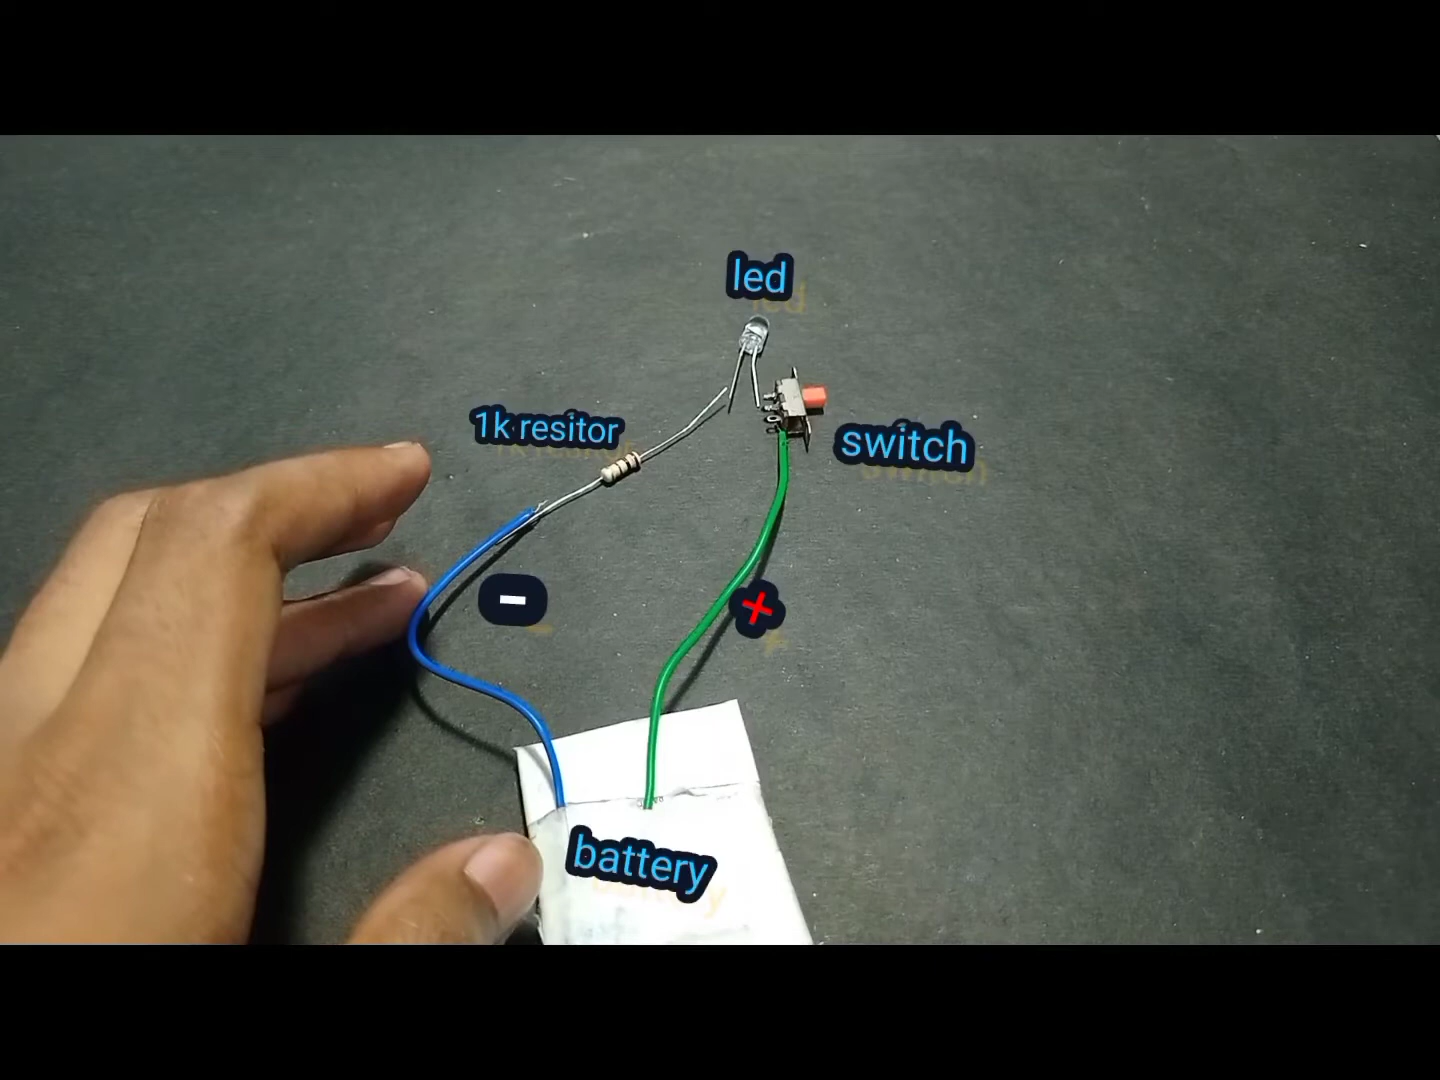 led
1k resitor
switch
-
+
battery